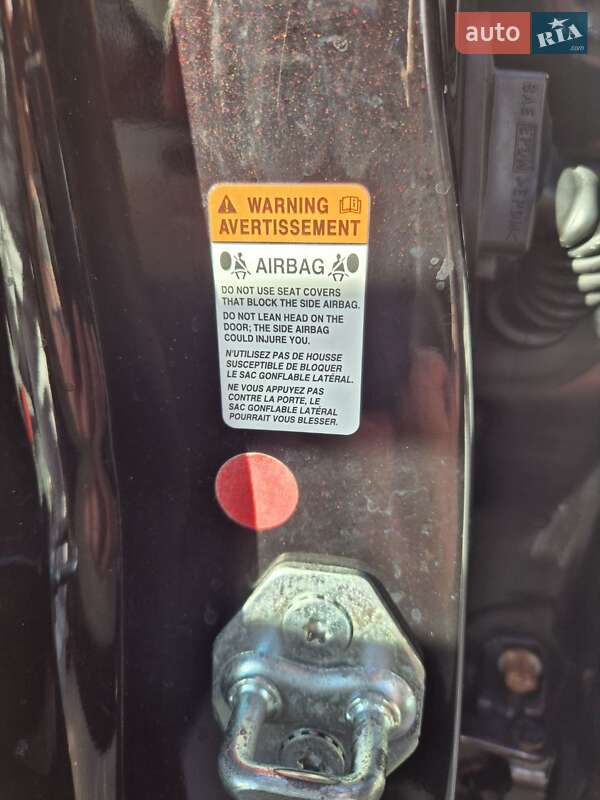 auto RIA
.com
WARNING
AVERTISSEMENT
AIRBAG
DO NOT USE SEAT COVERS
THAT BLOCK THE SIDE AIRBAG.
DO NOT LEAN HEAD ON THE
DOOR; THE SIDE AIRBAG
COULD INJURE YOU.
N'UTILISEZ PAS DE HOUSSE
SUSCEPTIBLE DE BLOQUER
LE SAC GONFLABLE LATÉRAL.
NE VOUS APPUYEZ PAS
CONTRE LA PORTE, LE
SAC GONFLABLE LATÉRAL
POURRAIT VOUS BLESSER.